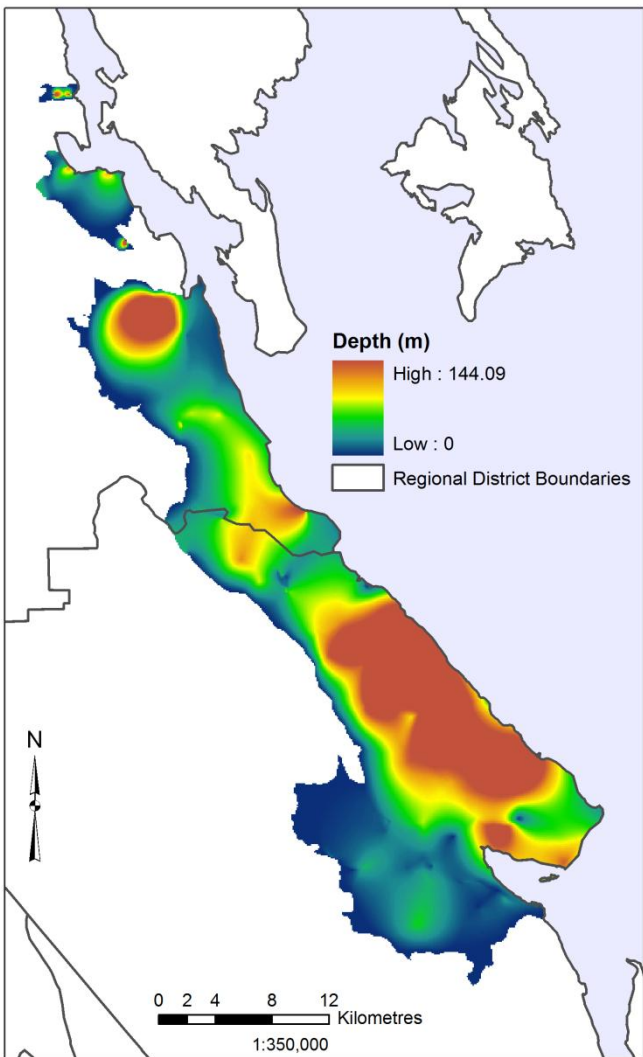 Depth (m)
High : 144.09
Low : 0
Regional District Boundaries
N
0 2 4 8 12
Kilometres
1:350,000